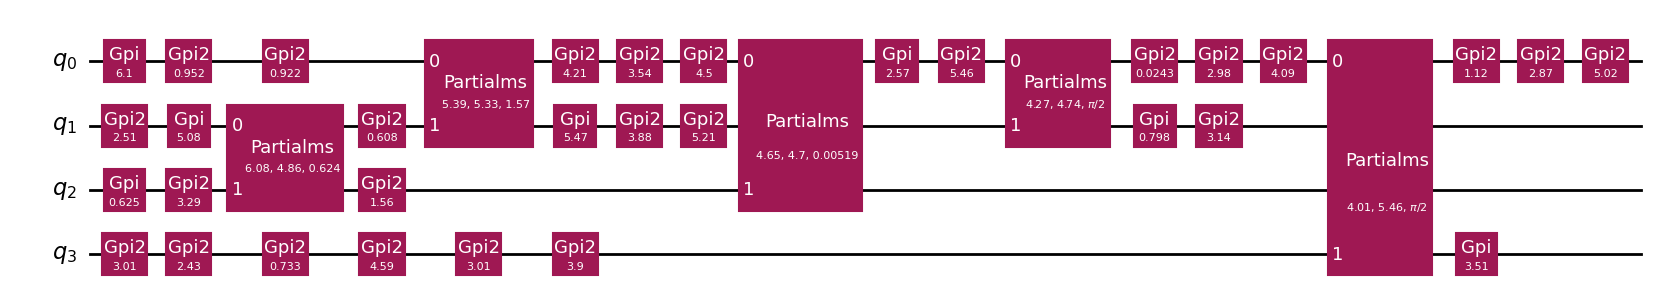 q0 Gpi Gpi2 Gpi2 0 Gpi2 Gpi2 Gpi2 0 Gpi Gpi2 0 Gpi2 Gpi2 Gpi2 0 Gpi2 Gpi2 Gpi2
6.1 0.952 0.922 4.21 3.54 4.5 2.57 5.46 0.0243 2.98 4.09 1.12 2.87 5.02
Partialms Partialms
5.39, 5.33, 1.57 4.27, 4.74, π/2
q1 Gpi2 Gpi 0 Gpi2 1 Gpi Gpi2 Gpi2 Partialms 1 Gpi Gpi2
2.51 5.08 0.608 5.47 3.88 5.21 0.798 3.14
Partialms 4.65, 4.7, 0.00519 Partialms
6.08, 4.86, 0.624
q2 Gpi Gpi2 1 Gpi2 1
0.625 3.29 1.56 4.01, 5.46, π/2
q3 Gpi2 Gpi2 Gpi2 Gpi2 Gpi2 Gpi2 1 Gpi
3.01 2.43 0.733 4.59 3.01 3.9 3.51